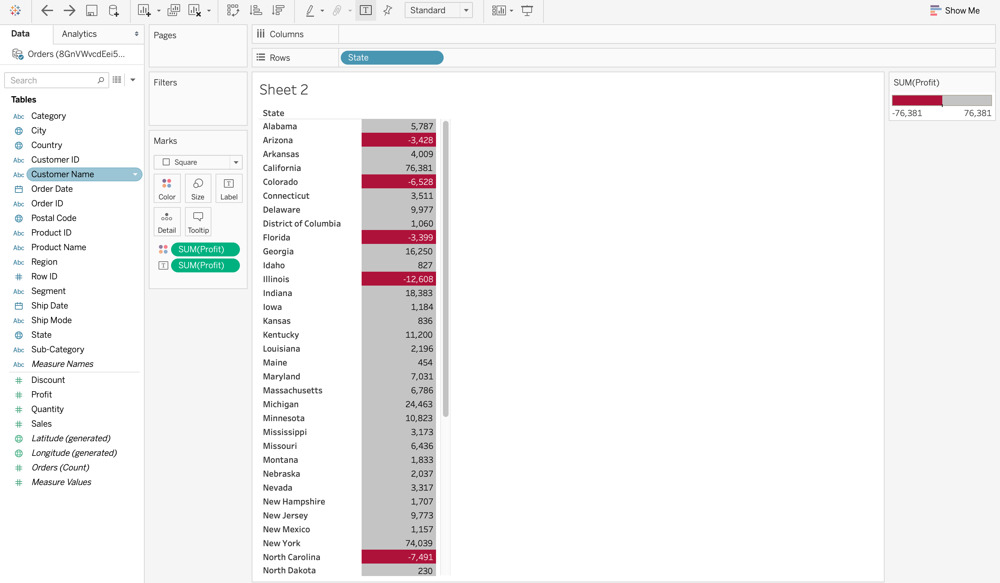 Standard
Show Me
Data
Analytics
Orders (8GnVWvcdEei5...
Search
Tables
Abc Category
City
Country
Abc Customer ID
Abc Customer Name
Order Date
Abc Order ID
Postal Code
Abc Product ID
Abc Product Name
Abc Region
Row ID
Abc Segment
Ship Date
Abc Ship Mode
State
Abc Sub-Category
Abc Measure Names
Discount
Profit
Quantity
Sales
Latitude (generated)
Longitude (generated)
Orders (Count)
Measure Values
Pages
Filters
Marks
Square
Color Size T Label
Detail Tooltip
SUM(Profit)
T SUM(Profit)
Columns
Rows State
Sheet 2
State
Alabama 5,787
Arizona -3,428
Arkansas 4,009
California 76,381
Colorado -6,528
Connecticut 3,511
Delaware 9,977
District of Columbia 1,060
Florida -3,399
Georgia 16,250
Idaho 827
Illinois -12,608
Indiana 18,383
Iowa 1,184
Kansas 836
Kentucky 11,200
Louisiana 2,196
Maine 454
Maryland 7,031
Massachusetts 6,786
Michigan 24,463
Minnesota 10,823
Mississippi 3,173
Missouri 6,436
Montana 1,833
Nebraska 2,037
Nevada 3,317
New Hampshire 1,707
New Jersey 9,773
New Mexico 1,157
New York 74,039
North Carolina -7,491
North Dakota 230
SUM(Profit)
-76,381 76,381